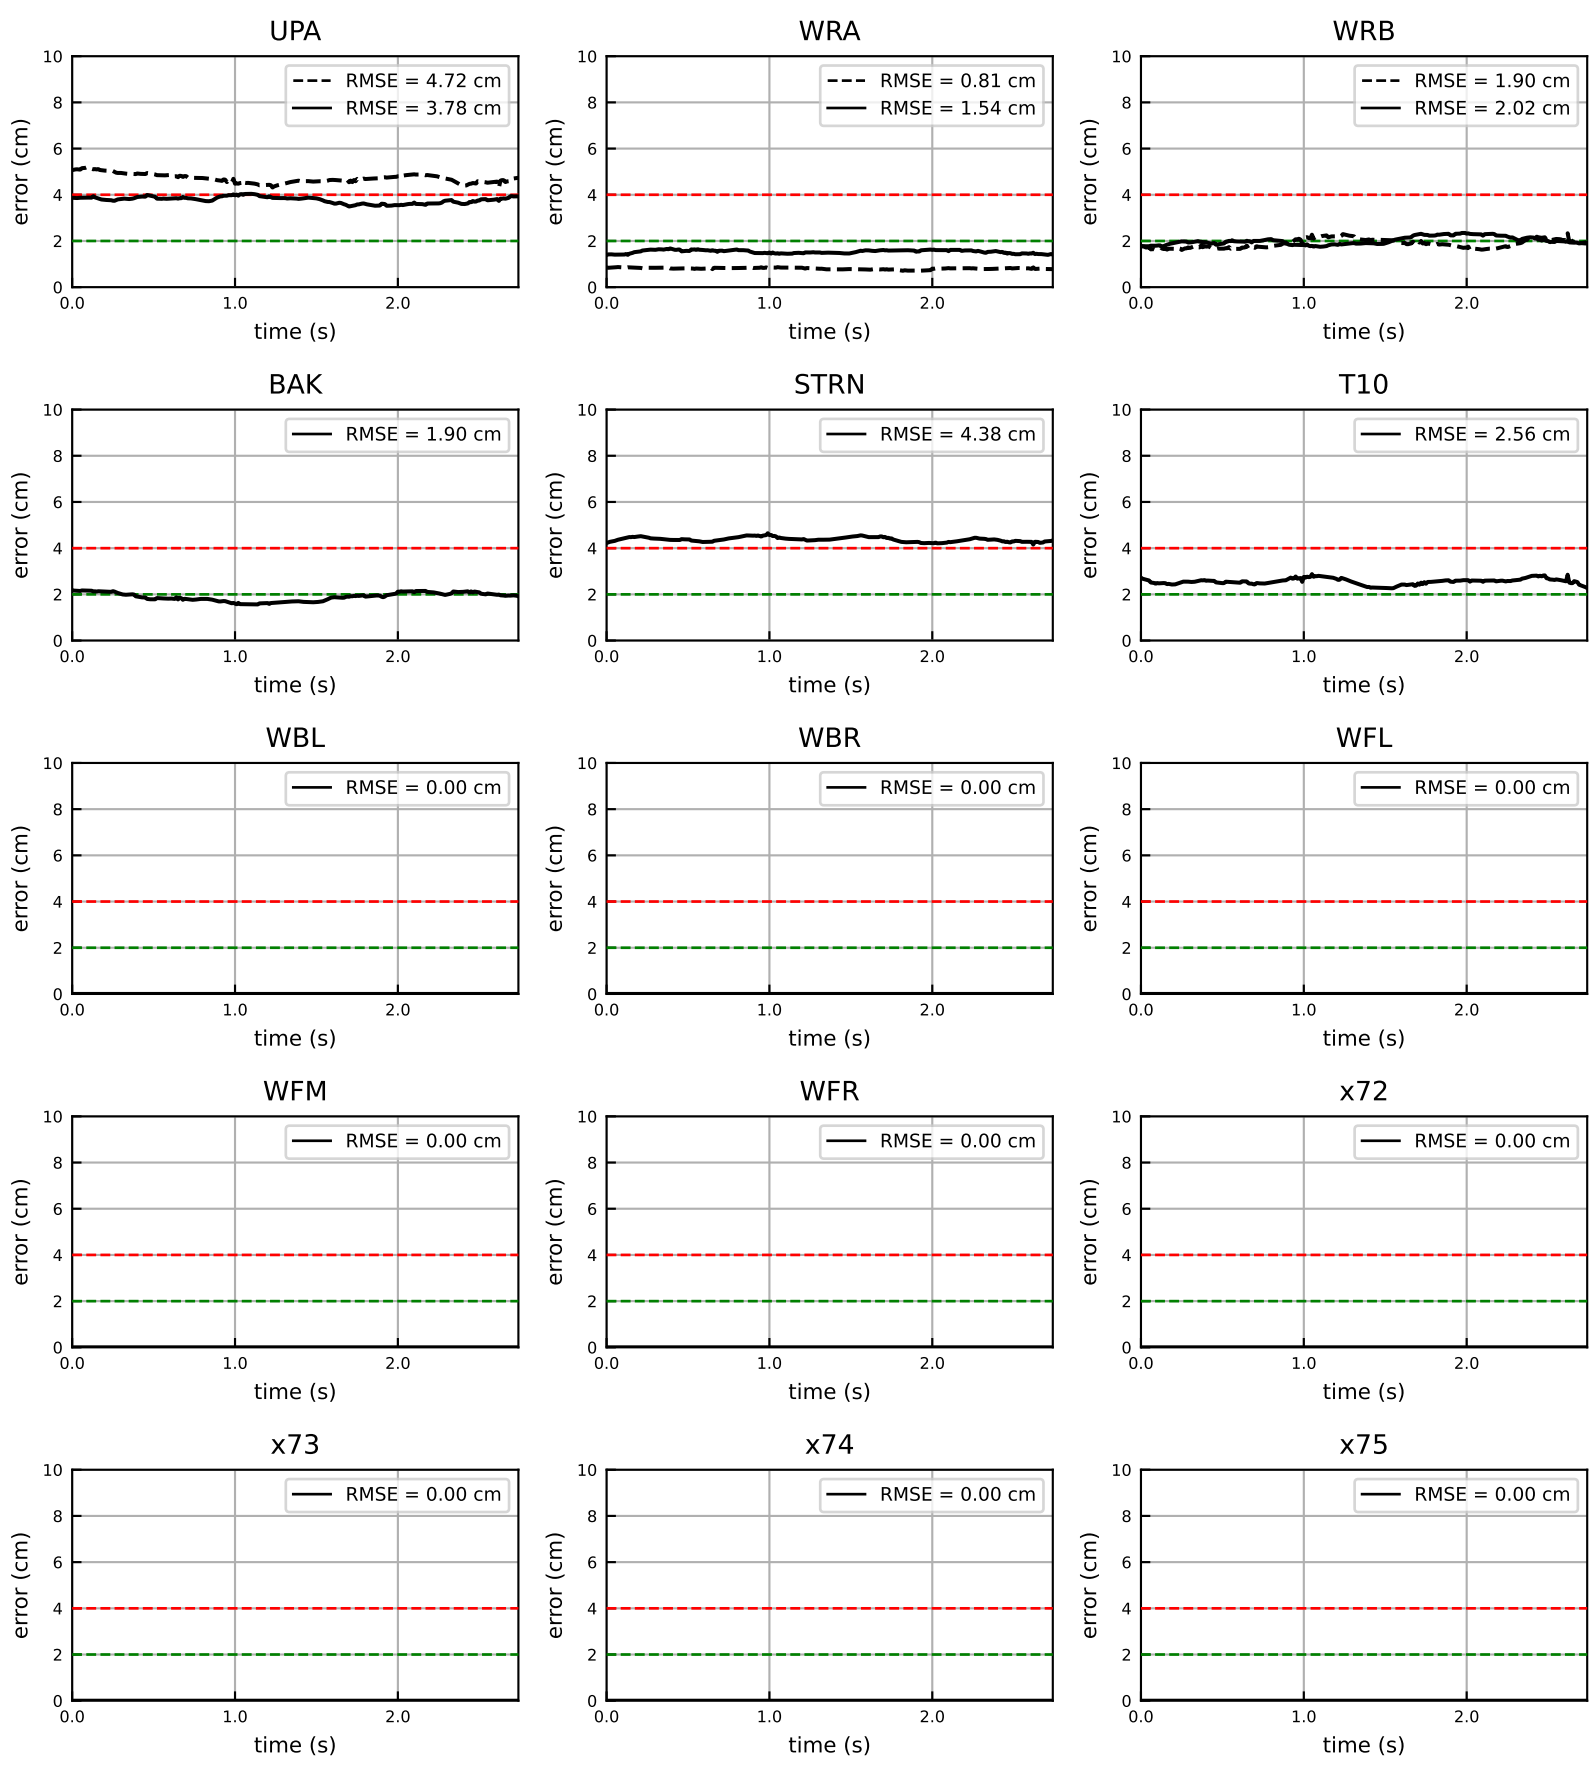 UPA
10
8
6
4
2
0
error (cm)
RMSE = 4.72 cm
RMSE = 3.78 cm
0.0 1.0 2.0
time (s)
WRA
10
8
6
4
2
0
error (cm)
RMSE = 0.81 cm
RMSE = 1.54 cm
0.0 1.0 2.0
time (s)
WRB
10
8
6
4
2
0
error (cm)
RMSE = 1.90 cm
RMSE = 2.02 cm
0.0 1.0 2.0
time (s)
BAK
10
8
6
4
2
0
error (cm)
RMSE = 1.90 cm
0.0 1.0 2.0
time (s)
STRN
10
8
6
4
2
0
error (cm)
RMSE = 4.38 cm
0.0 1.0 2.0
time (s)
T10
10
8
6
4
2
0
error (cm)
RMSE = 2.56 cm
0.0 1.0 2.0
time (s)
WBL
10
8
6
4
2
0
error (cm)
RMSE = 0.00 cm
0.0 1.0 2.0
time (s)
WBR
10
8
6
4
2
0
error (cm)
RMSE = 0.00 cm
0.0 1.0 2.0
time (s)
WFL
10
8
6
4
2
0
error (cm)
RMSE = 0.00 cm
0.0 1.0 2.0
time (s)
WFM
10
8
6
4
2
0
error (cm)
RMSE = 0.00 cm
0.0 1.0 2.0
time (s)
WFR
10
8
6
4
2
0
error (cm)
RMSE = 0.00 cm
0.0 1.0 2.0
time (s)
x72
10
8
6
4
2
0
error (cm)
RMSE = 0.00 cm
0.0 1.0 2.0
time (s)
x73
10
8
6
4
2
0
error (cm)
RMSE = 0.00 cm
0.0 1.0 2.0
time (s)
x74
10
8
6
4
2
0
error (cm)
RMSE = 0.00 cm
0.0 1.0 2.0
time (s)
x75
10
8
6
4
2
0
error (cm)
RMSE = 0.00 cm
0.0 1.0 2.0
time (s)